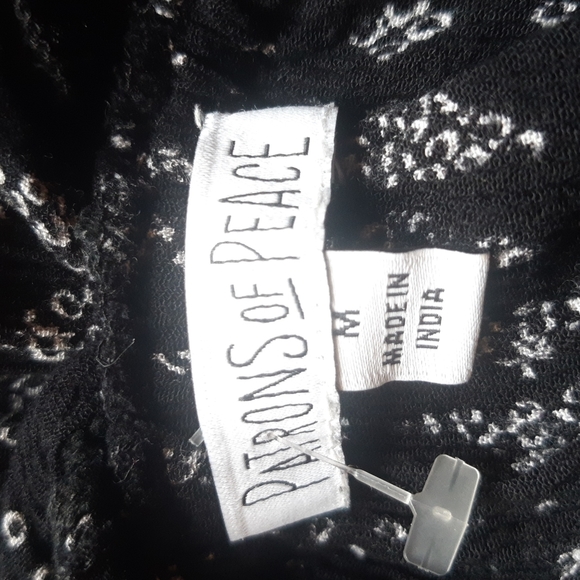 PATRONS OF PEACE
M
MADE IN
INDIA